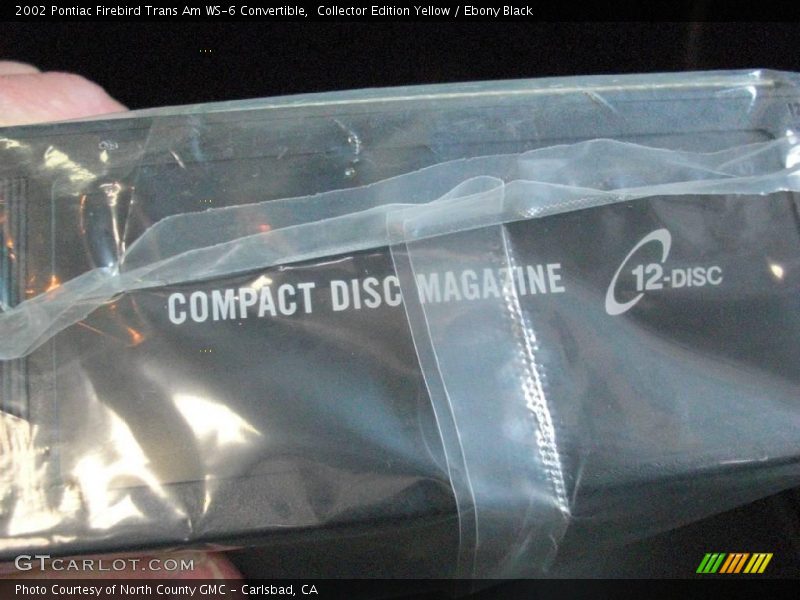 2002 Pontiac Firebird Trans Am WS-6 Convertible,  Collector Edition Yellow / Ebony Black
COMPACT DISC MAGAZINE
12-DISC
GTCARLOT.COM
Photo Courtesy of North County GMC - Carlsbad, CA